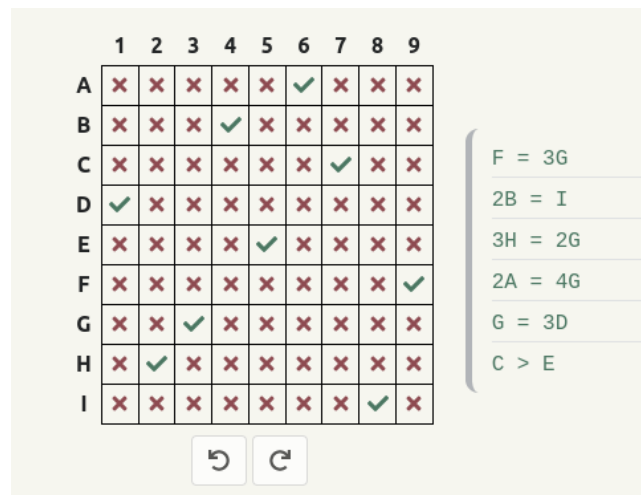 1 2 3 4 5 6 7 8 9
A
B
C
D
E
F
G
H
I
F = 3G
2B = I
3H = 2G
2A = 4G
G = 3D
C > E